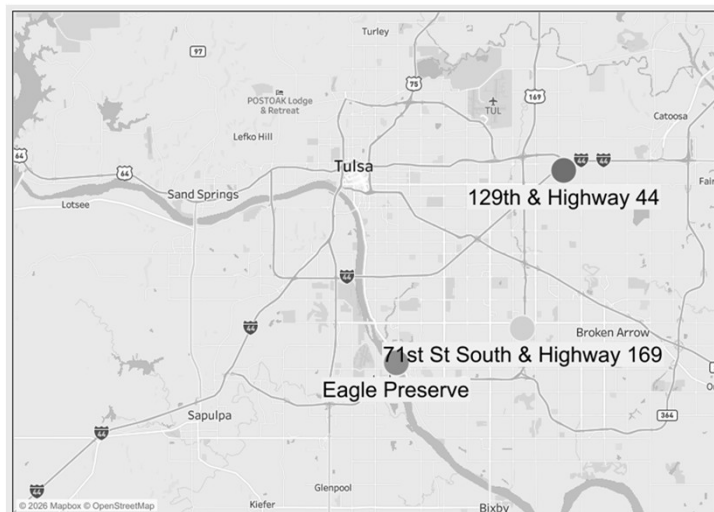 Turley
97
POSTOAK Lodge
& Retreat
75
169
TUL
Catoosa
Lefko Hill
64
64
Tulsa
44
44
Sand Springs
Lotsee
129th & Highway 44
44
44
71st St South & Highway 169
Broken Arrow
Eagle Preserve
Sapulpa
364
44
44
Glenpool
Kiefer
Bixby
© 2026 Mapbox © OpenStreetMap